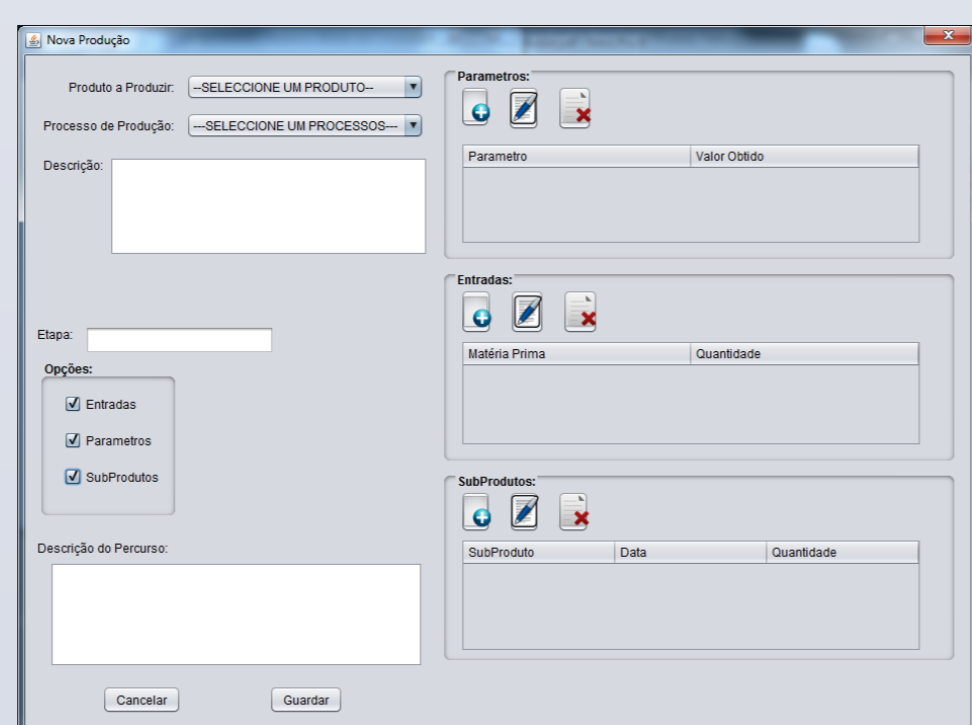 Nova Produção
Produto a Produzir: --SELECCIONE UM PRODUTO--
Processo de Produção: ---SELECCIONE UM PROCESSOS---
Descrição:
Etapa:
Opções:
Entradas
Parametros
SubProdutos
Descrição do Percurso:
Cancelar Guardar
Parametros:
Parametro Valor Obtido
Entradas:
Matéria Prima Quantidade
SubProdutos:
SubProduto Data Quantidade